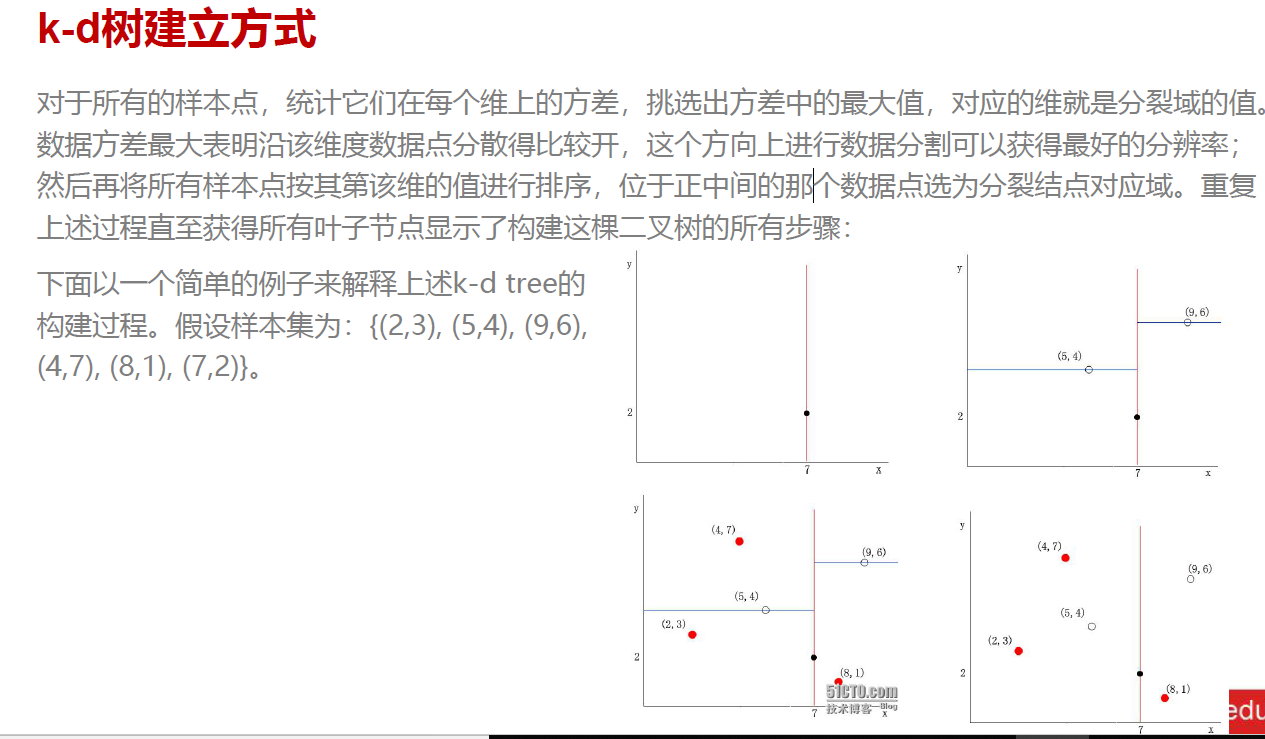 k-d树建立方式
对于所有的样本点，统计它们在每个维上的方差，挑选出方差中的最大值，对应的维就是分裂域的值。
数据方差最大表明沿该维度数据点分散得比较开，这个方向上进行数据分割可以获得最好的分辨率；
然后再将所有样本点按其第该维的值进行排序，位于正中间的那个数据点选为分裂结点对应域。重复
上述过程直至获得所有叶子节点显示了构建这棵二叉树的所有步骤：
下面以一个简单的例子来解释上述k-d tree的
构建过程。假设样本集为：{(2,3), (5,4), (9,6),
(4,7), (8,1), (7,2)}。
y
2
7
x
y
(9,6)
(5,4)
2
7
x
y
(4,7)
(9,6)
(5,4)
(2,3)
2
(8,1)
7
x
51CTO.com
技术博客 Blog
y
(4,7)
(9,6)
(5,4)
(2,3)
2
(8,1)
7
x
edu